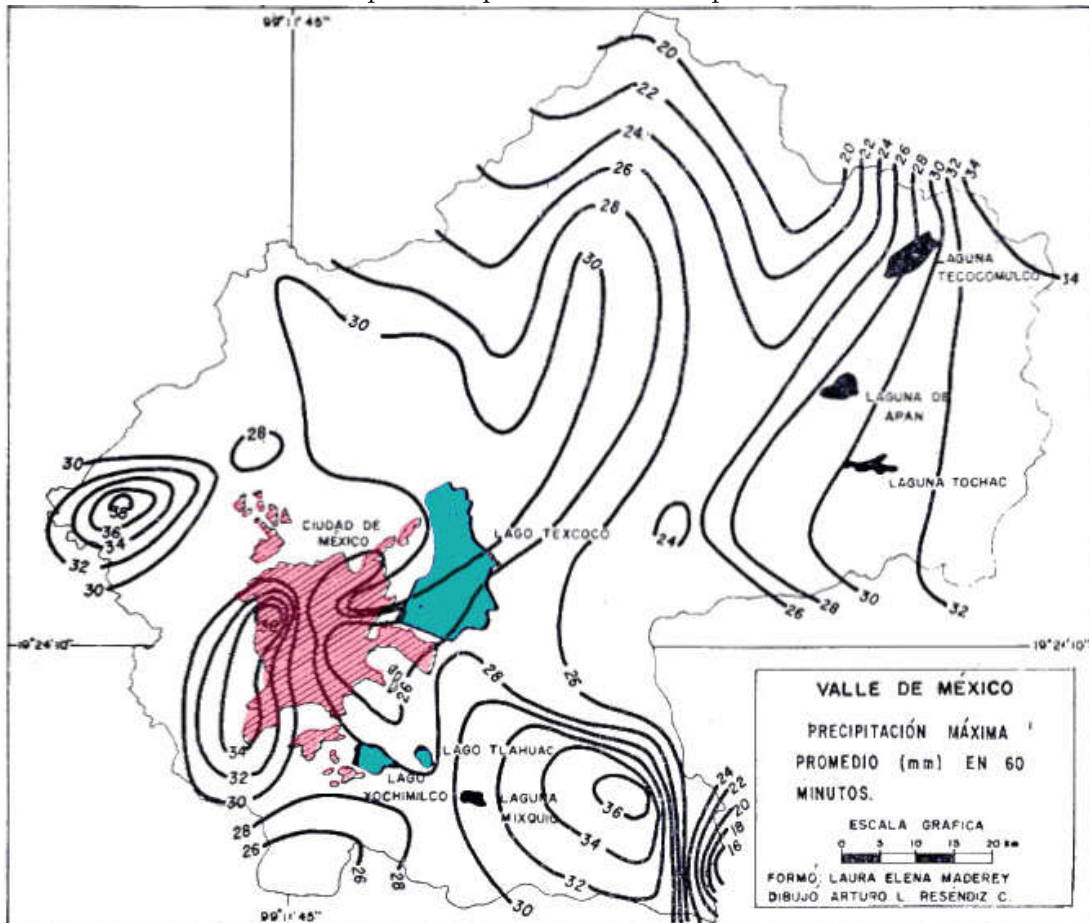 99°11'45"
20
22
24
26
28
30
30
20
22
24
26
28
30
32
34
LAGUNA
TECOCOMULCO
34
LAGUNA DE
APAN
LAGUNA TOCHAC
28
30
38
36
34
32
30
CIUDAD DE
MÉXICO
LAGO TEXCOCO
24
26
28
30
32
19°24'10"
19°24'10"
26
28
26
34
32
30
LAGO TLAHUAC
LAGO
XOCHIMILCO
LAGUNA
MIXQUIC
36
34
32
30
28
26
26
28
24
22
20
18
16
VALLE DE MÉXICO
PRECIPITACIÓN MÁXIMA
PROMEDIO (mm) EN 60
MINUTOS.
ESCALA GRAFICA
0 5 10 15 20 km
FORMÓ: LAURA ELENA MADEREY
DIBUJÓ ARTURO L. RESÉNDIZ C.
99°11'45"